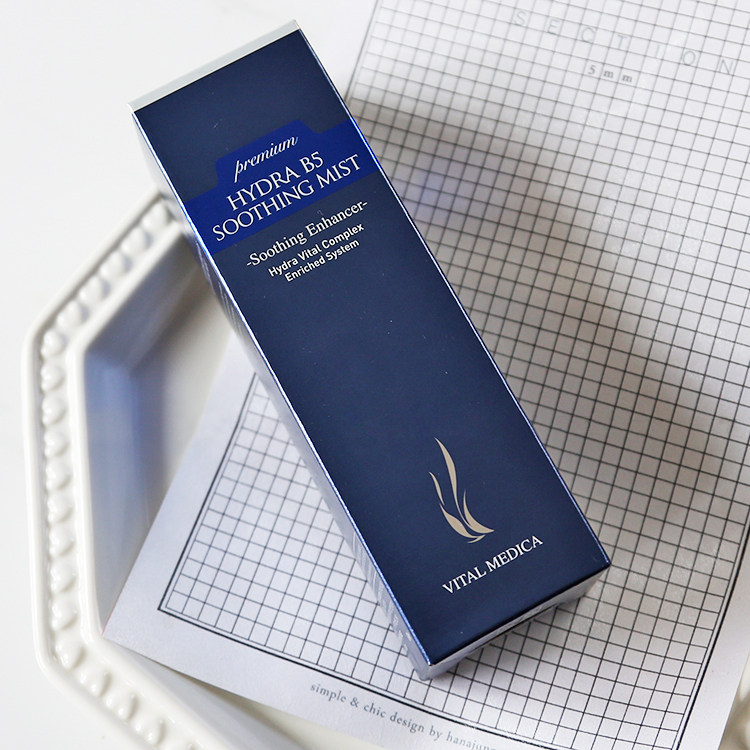 SECTION
5mm
premium
HYDRA B5
SOOTHING MIST
-Soothing Enhancer-
Hydra Vital Complex
Enriched System
VITAL MEDICA
simple & chic design by